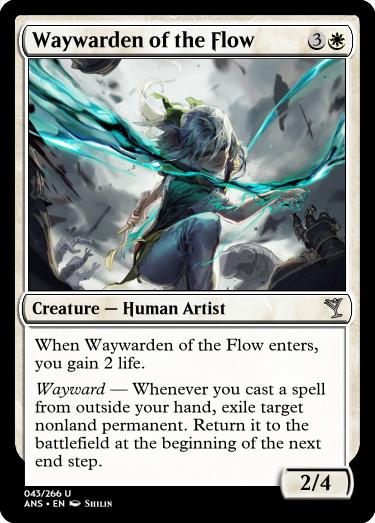 Waywarden of the Flow 3
Creature — Human Artist
When Waywarden of the Flow enters,
you gain 2 life.
Wayward — Whenever you cast a spell
from outside your hand, exile target
nonland permanent. Return it to the
battlefield at the beginning of the next
end step.
2/4
043/266 U
ANS • EN Shilin